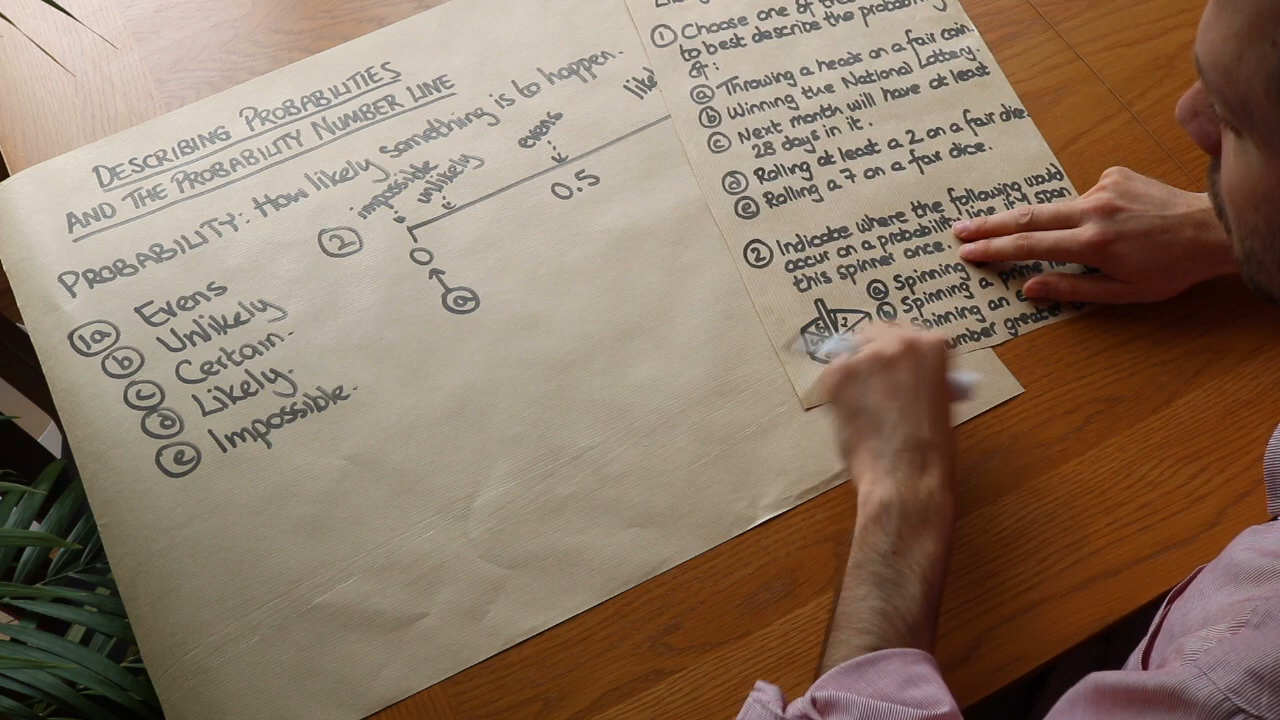 DESCRIBING PROBABILITIES
AND THE PROBABILITY NUMBER LINE
PROBABILITY: How likely something is to happen.
1a Evens
b Unlikely
c Certain.
d Likely.
e Impossible.
2
impossible
unlikely
evens
likel
0
0.5
a
1 Choose one of
to best describe the probability
of:
a Throwing a heads on a fair coin.
b Winning the National Lottery.
c Next month will have at least
28 days in it.
d Rolling at least a 2 on a fair dice.
e Rolling a 7 on a fair dice.
2 Indicate where the following would
occur on a probability line if I span
this spinner once.
a Spinning
b Spinning a prime
Spinning an
umber greater